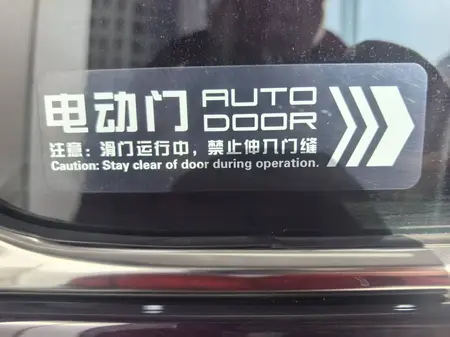 电动门 AUTO DOOR
注意：滑门运行中，禁止伸入门缝
Caution: Stay clear of door during operation.